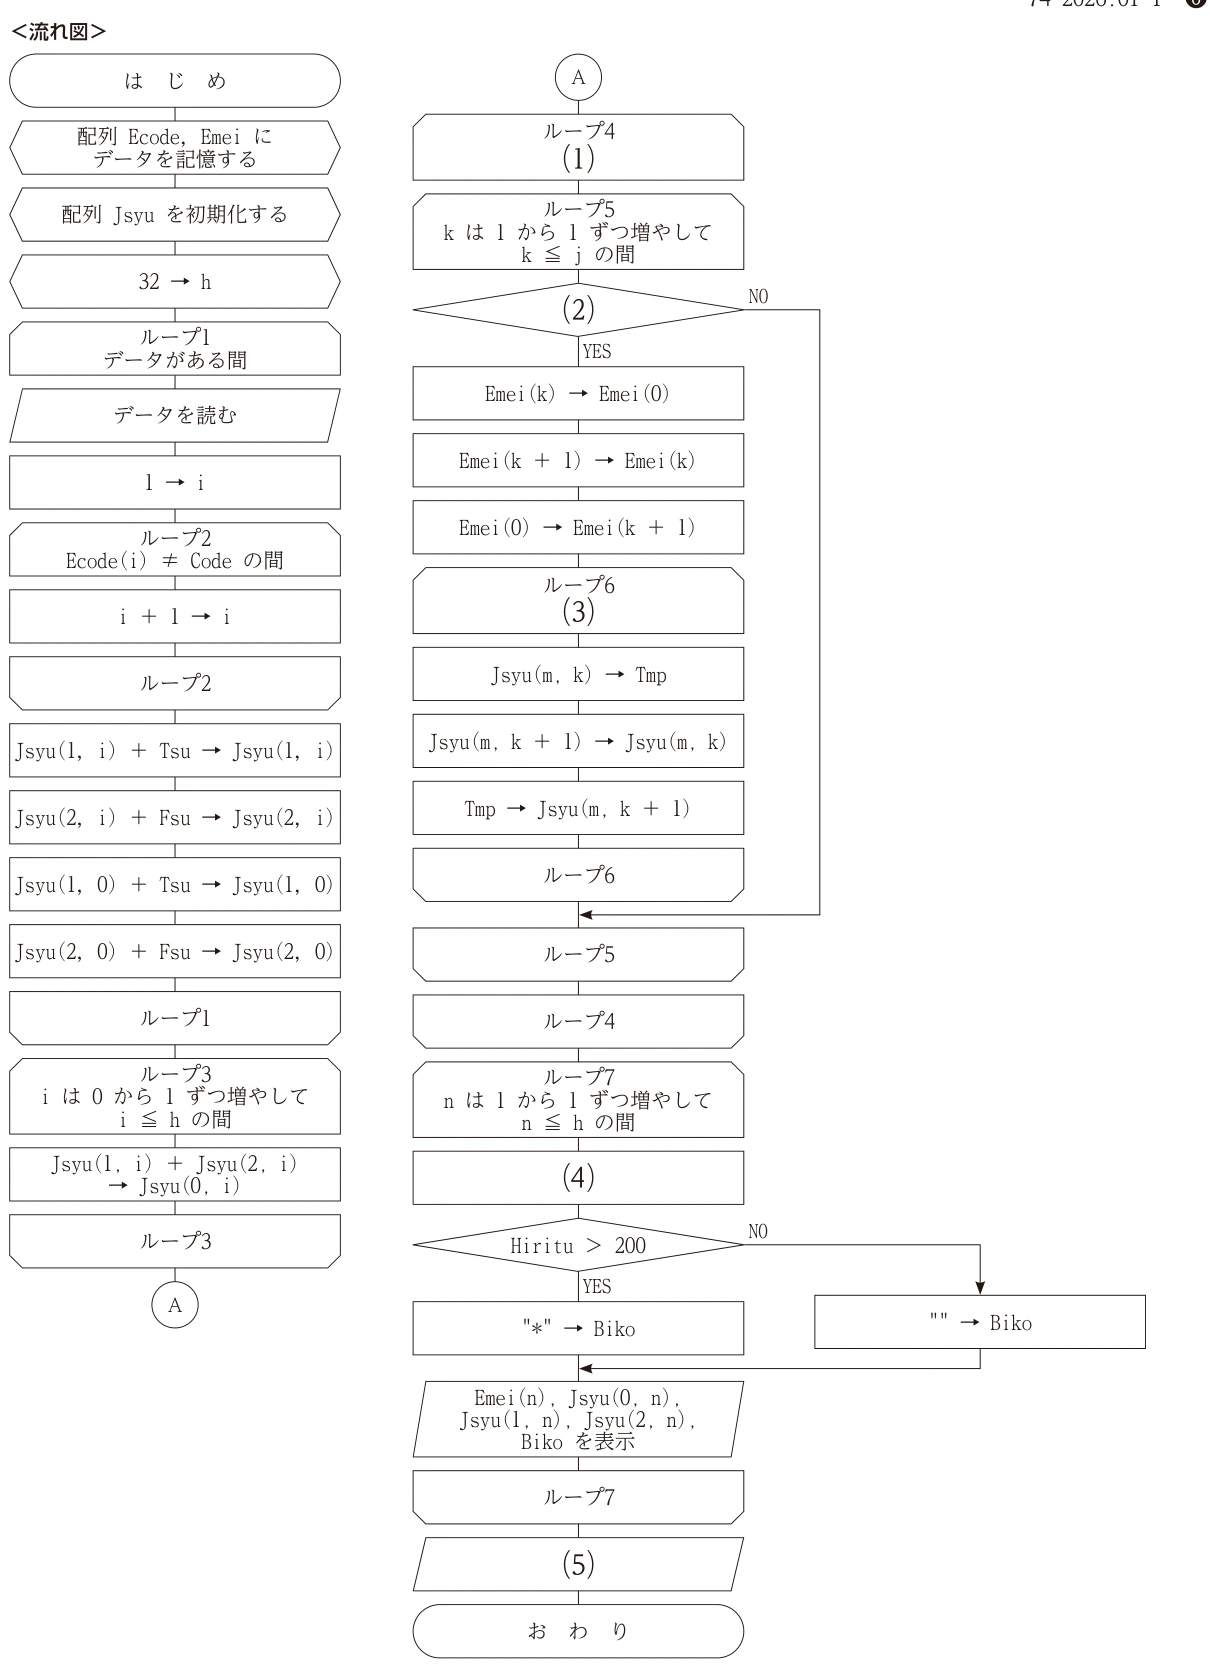 <流れ図>
は じ め
配列 Ecode, Emei に
データを記憶する
配列 Jsyu を初期化する
32 → h
ループ1
データがある間
データを読む
1 → i
ループ2
Ecode(i) ≠ Code の間
i + 1 → i
ループ2
Jsyu(1, i) + Tsu → Jsyu(1, i)
Jsyu(2, i) + Fsu → Jsyu(2, i)
Jsyu(1, 0) + Tsu → Jsyu(1, 0)
Jsyu(2, 0) + Fsu → Jsyu(2, 0)
ループ1
ループ3
i は 0 から 1 ずつ増やして
i ≦ h の間
Jsyu(1, i) + Jsyu(2, i)
→ Jsyu(0, i)
ループ3
A
A
ループ4
(1)
ループ5
k は 1 から 1 ずつ増やして
k ≦ j の間
(2)
NO
YES
Emei(k) → Emei(0)
Emei(k + 1) → Emei(k)
Emei(0) → Emei(k + 1)
ループ6
(3)
Jsyu(m, k) → Tmp
Jsyu(m, k + 1) → Jsyu(m, k)
Tmp → Jsyu(m, k + 1)
ループ6
ループ5
ループ4
ループ7
n は 1 から 1 ずつ増やして
n ≦ h の間
(4)
Hiritu > 200
NO
YES
"*" → Biko
"" → Biko
Emei(n), Jsyu(0, n),
Jsyu(1, n), Jsyu(2, n),
Biko を表示
ループ7
(5)
お わ り